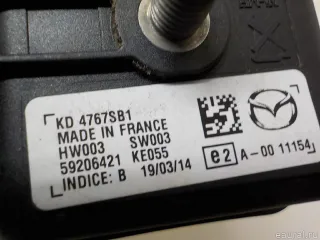 KD 4767SB1
MADE IN FRANCE
HW003 SW003
59206421 KE055
INDICE: B 19/03/14
e2 A-00 11154